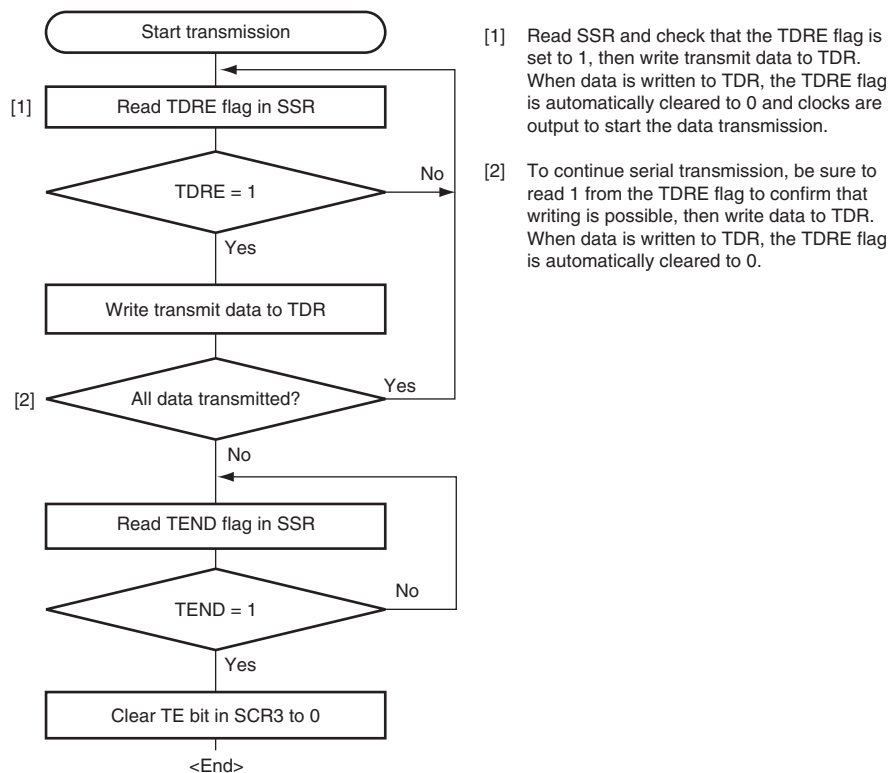 Start transmission
[1]
Read TDRE flag in SSR
TDRE = 1
No
Yes
Write transmit data to TDR
[2]
All data transmitted?
Yes
No
Read TEND flag in SSR
TEND = 1
No
Yes
Clear TE bit in SCR3 to 0
<End>
[1] Read SSR and check that the TDRE flag is
set to 1, then write transmit data to TDR.
When data is written to TDR, the TDRE flag
is automatically cleared to 0 and clocks are
output to start the data transmission.
[2] To continue serial transmission, be sure to
read 1 from the TDRE flag to confirm that
writing is possible, then write data to TDR.
When data is written to TDR, the TDRE flag
is automatically cleared to 0.